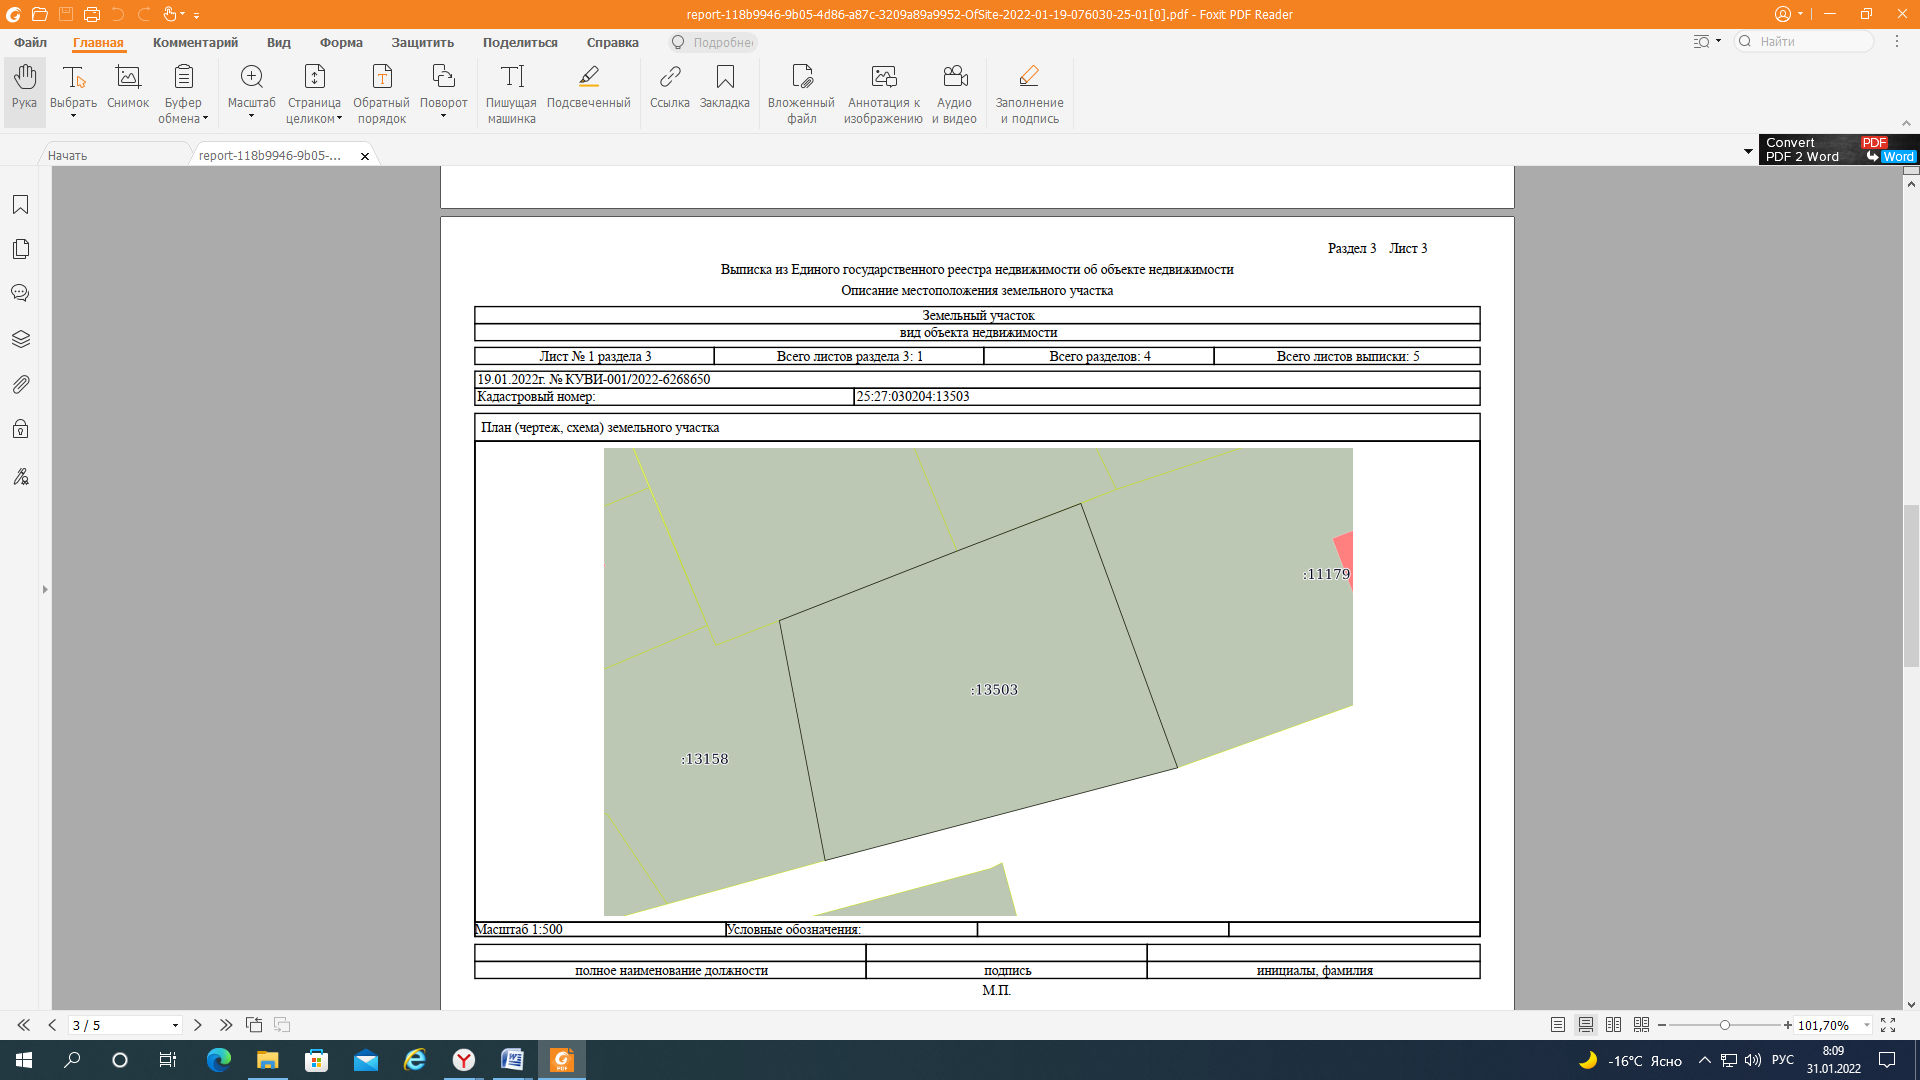 report-118b9946-9b05-4d86-a87c-3209a89a9952-OfSite-2022-01-19-076030-25-01[0].pdf - Foxit PDF Reader
Файл Главная Комментарий Вид Форма Защитить Поделиться Справка Подробнее Найти
Рука Выбрать Снимок Буфер обмена Масштаб Страница целиком Обратный порядок Поворот Пишущая машинка Подсвеченный Ссылка Закладка Вложенный файл Аннотация к изображению Аудио и видео Заполнение и подпись
Начать report-118b9946-9b05-...
Convert PDF
PDF 2 Word Word
Раздел 3 Лист 3
Выписка из Единого государственного реестра недвижимости об объекте недвижимости
Описание местоположения земельного участка
Земельный участок
вид объекта недвижимости
Лист № 1 раздела 3 Всего листов раздела 3: 1 Всего разделов: 4 Всего листов выписки: 5
19.01.2022г. № КУВИ-001/2022-6268650
Кадастровый номер: 25:27:030204:13503
План (чертеж, схема) земельного участка
:11179
:13503
:13158
Масштаб 1:500 Условные обозначения:
полное наименование должности подпись инициалы, фамилия
М.П.
3 / 5 101,70%
-16°C Ясно РУС 8:09
31.01.2022